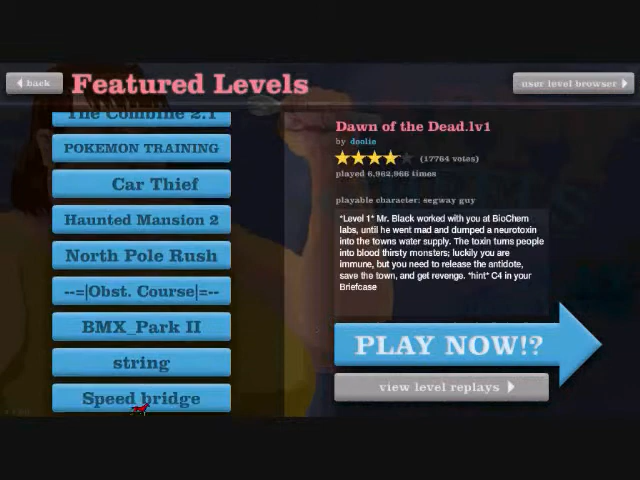 back
Featured Levels
user level browser
The Combine 2.1
POKEMON TRAINING
Car Thief
Haunted Mansion 2
North Pole Rush
--=|Obst. Course|=--
BMX_Park II
string
Speed bridge
Dawn of the Dead.lv1
by doolie
(17764 votes)
played 6,962,966 times
playable character: segway guy
*Level 1* Mr. Black worked with you at BioChem
labs, until he went mad and dumped a neurotoxin
into the towns water supply. The toxin turns people
into blood thirsty monsters; luckily you are
immune, but you need to release the antidote,
save the town, and get revenge. *hint* C4 in your
Briefcase
PLAY NOW!?
view level replays